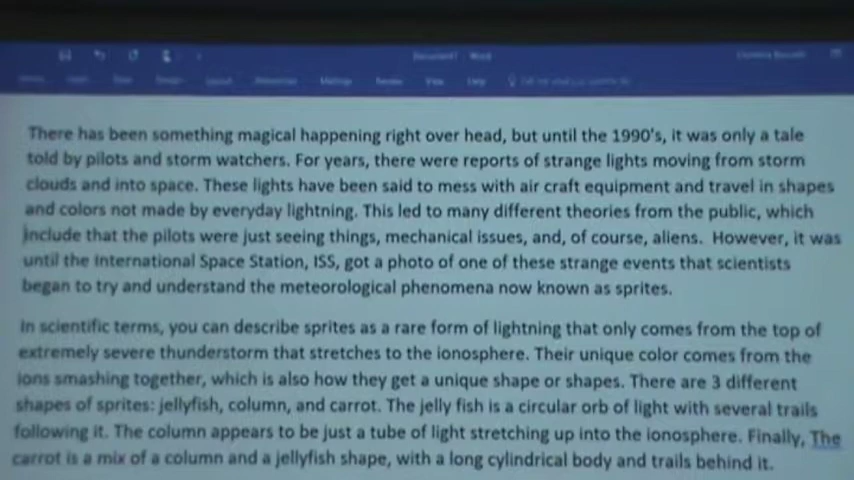 Document1 - Word
There has been something magical happening right over head, but until the 1990's, it was only a tale
told by pilots and storm watchers. For years, there were reports of strange lights moving from storm
clouds and into space. These lights have been said to mess with air craft equipment and travel in shapes
and colors not made by everyday lightning. This led to many different theories from the public, which
include that the pilots were just seeing things, mechanical issues, and, of course, aliens. However, it was
until the International Space Station, ISS, got a photo of one of these strange events that scientists
began to try and understand the meteorological phenomena now known as sprites.
In scientific terms, you can describe sprites as a rare form of lightning that only comes from the top of
extremely severe thunderstorm that stretches to the ionosphere. Their unique color comes from the
ions smashing together, which is also how they get a unique shape or shapes. There are 3 different
shapes of sprites: jellyfish, column, and carrot. The jelly fish is a circular orb of light with several trails
following it. The column appears to be just a tube of light stretching up into the ionosphere. Finally, The
carrot is a mix of a column and a jellyfish shape, with a long cylindrical body and trails behind it.